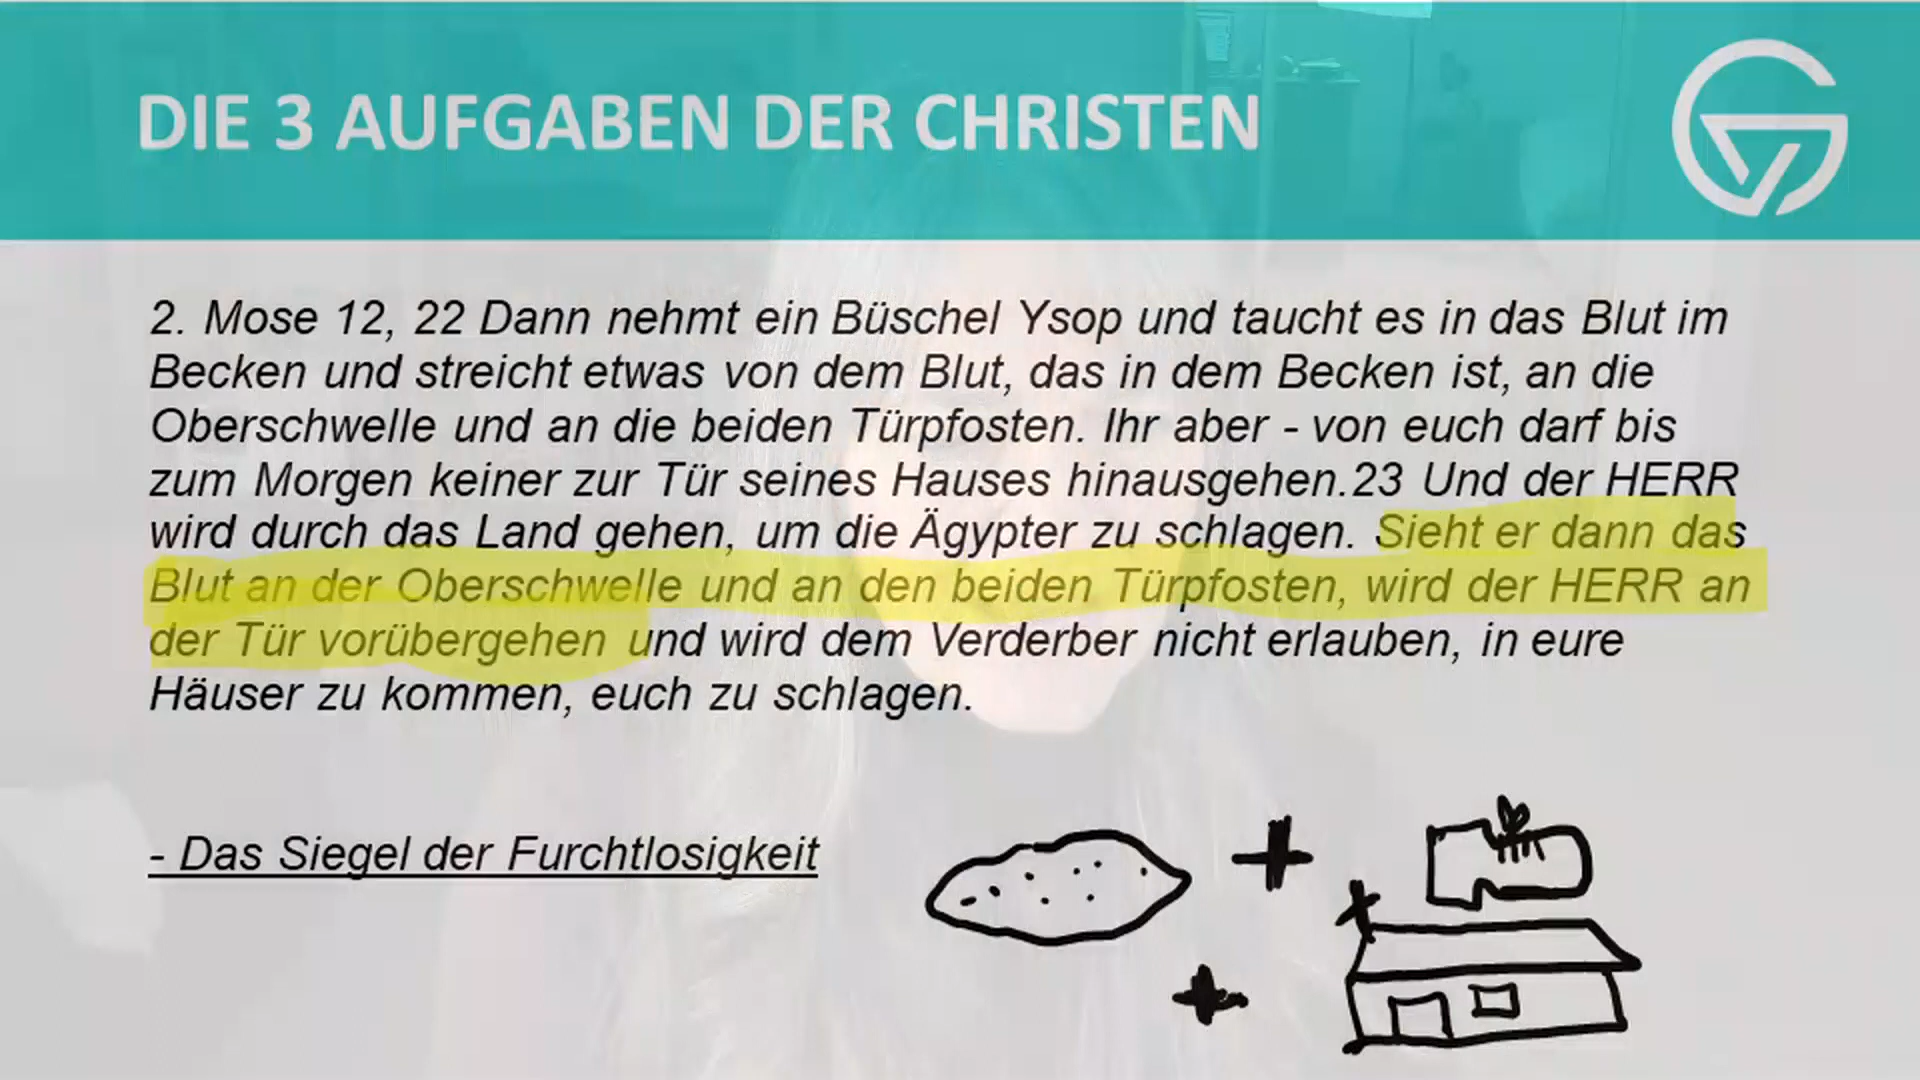 DIE 3 AUFGABEN DER CHRISTEN
2. Mose 12, 22 Dann nehmt ein Büschel Ysop und taucht es in das Blut im
Becken und streicht etwas von dem Blut, das in dem Becken ist, an die
Oberschwelle und an die beiden Türpfosten. Ihr aber - von euch darf bis
zum Morgen keiner zur Tür seines Hauses hinausgehen.23 Und der HERR
wird durch das Land gehen, um die Ägypter zu schlagen. Sieht er dann das
Blut an der Oberschwelle und an den beiden Türpfosten, wird der HERR an
der Tür vorübergehen und wird dem Verderber nicht erlauben, in eure
Häuser zu kommen, euch zu schlagen.
- Das Siegel der Furchtlosigkeit